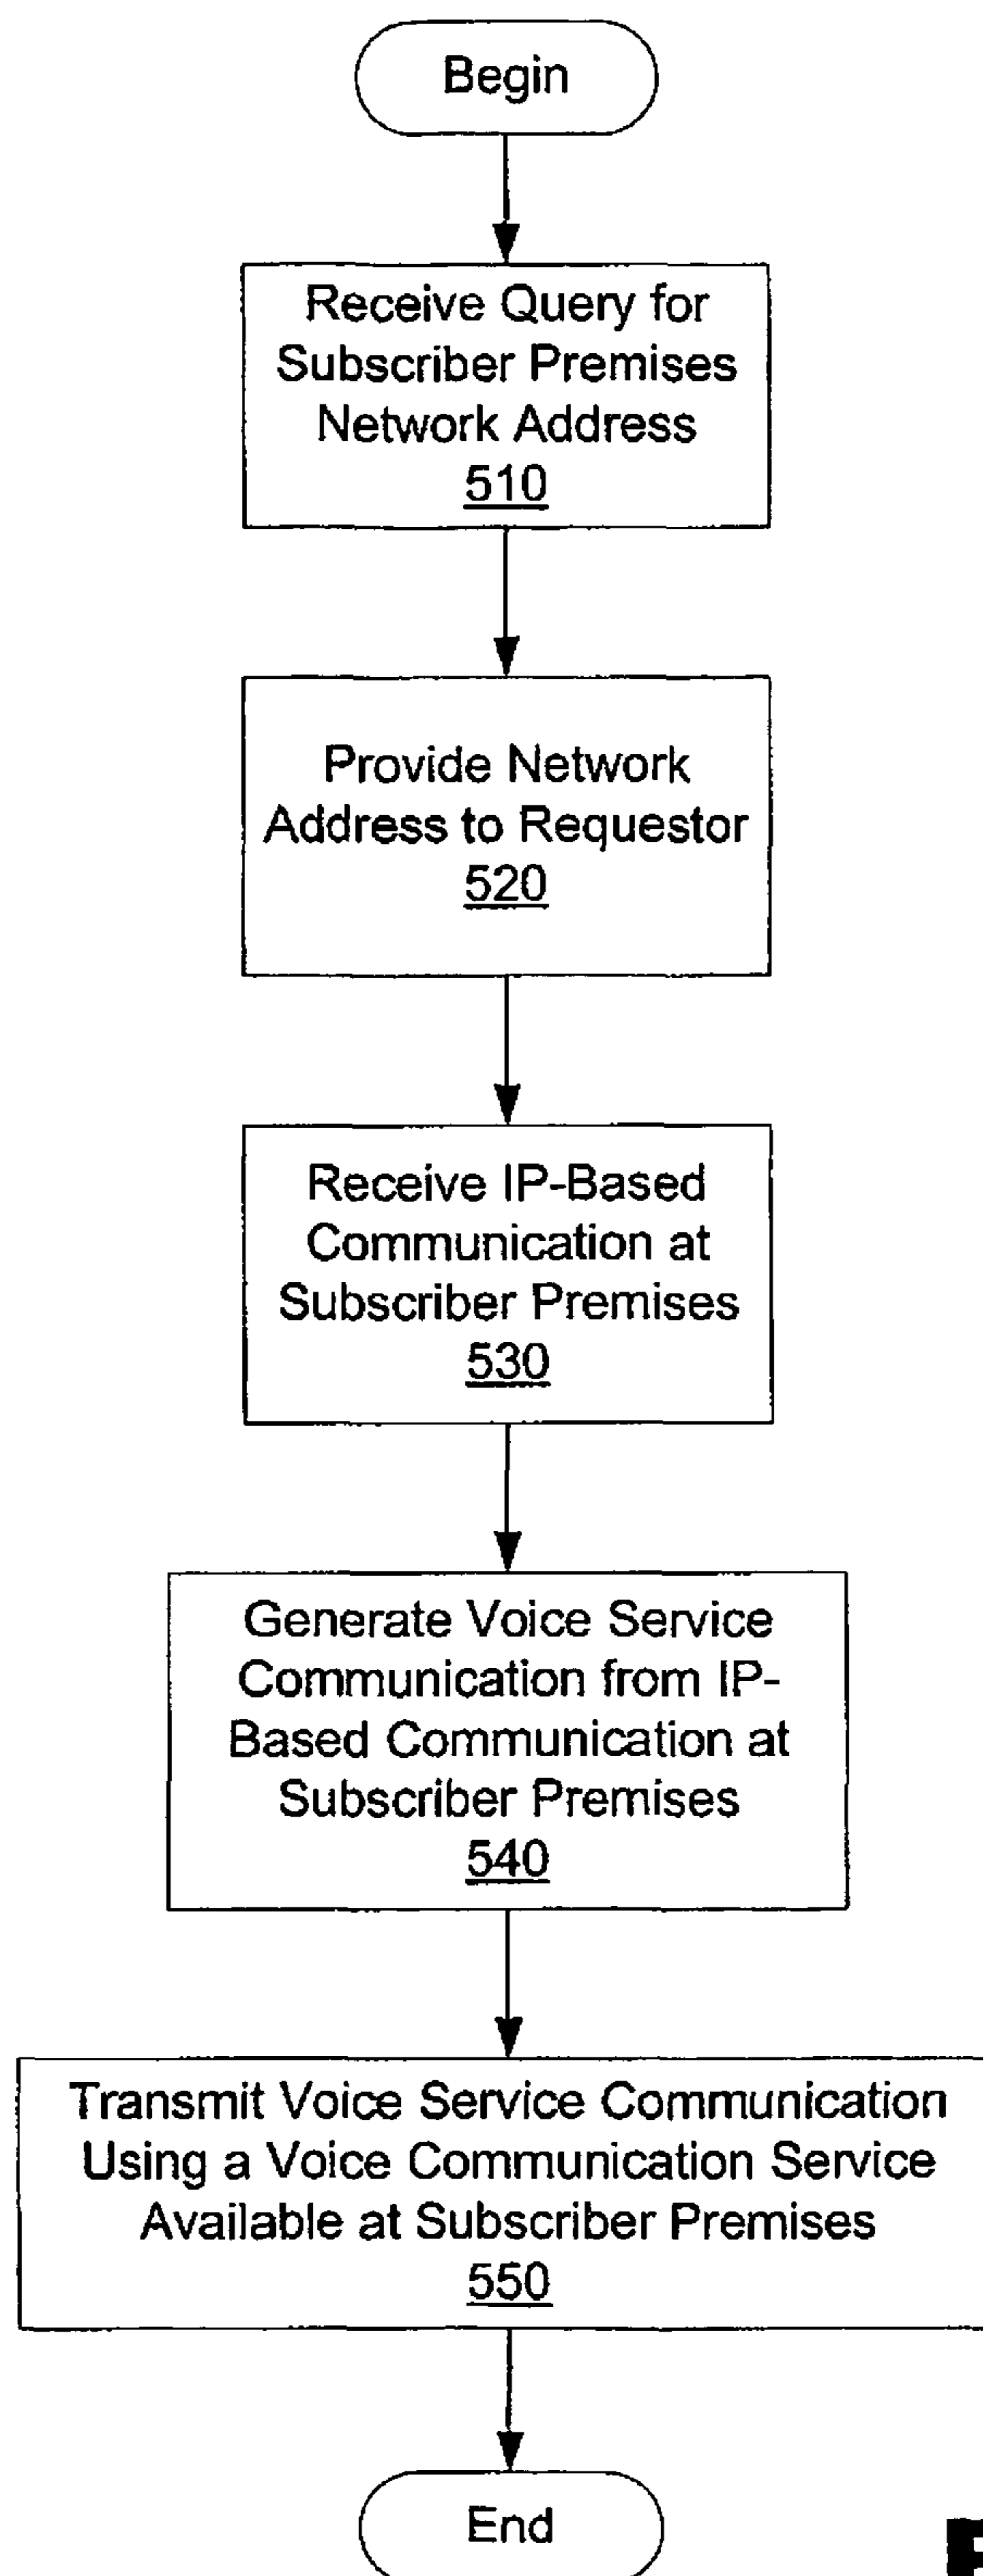 Begin
Receive Query for
Subscriber Premises
Network Address
510
Provide Network
Address to Requestor
520
Receive IP-Based
Communication at
Subscriber Premises
530
Generate Voice Service
Communication from IP-
Based Communication at
Subscriber Premises
540
Transmit Voice Service Communication
Using a Voice Communication Service
Available at Subscriber Premises
550
End